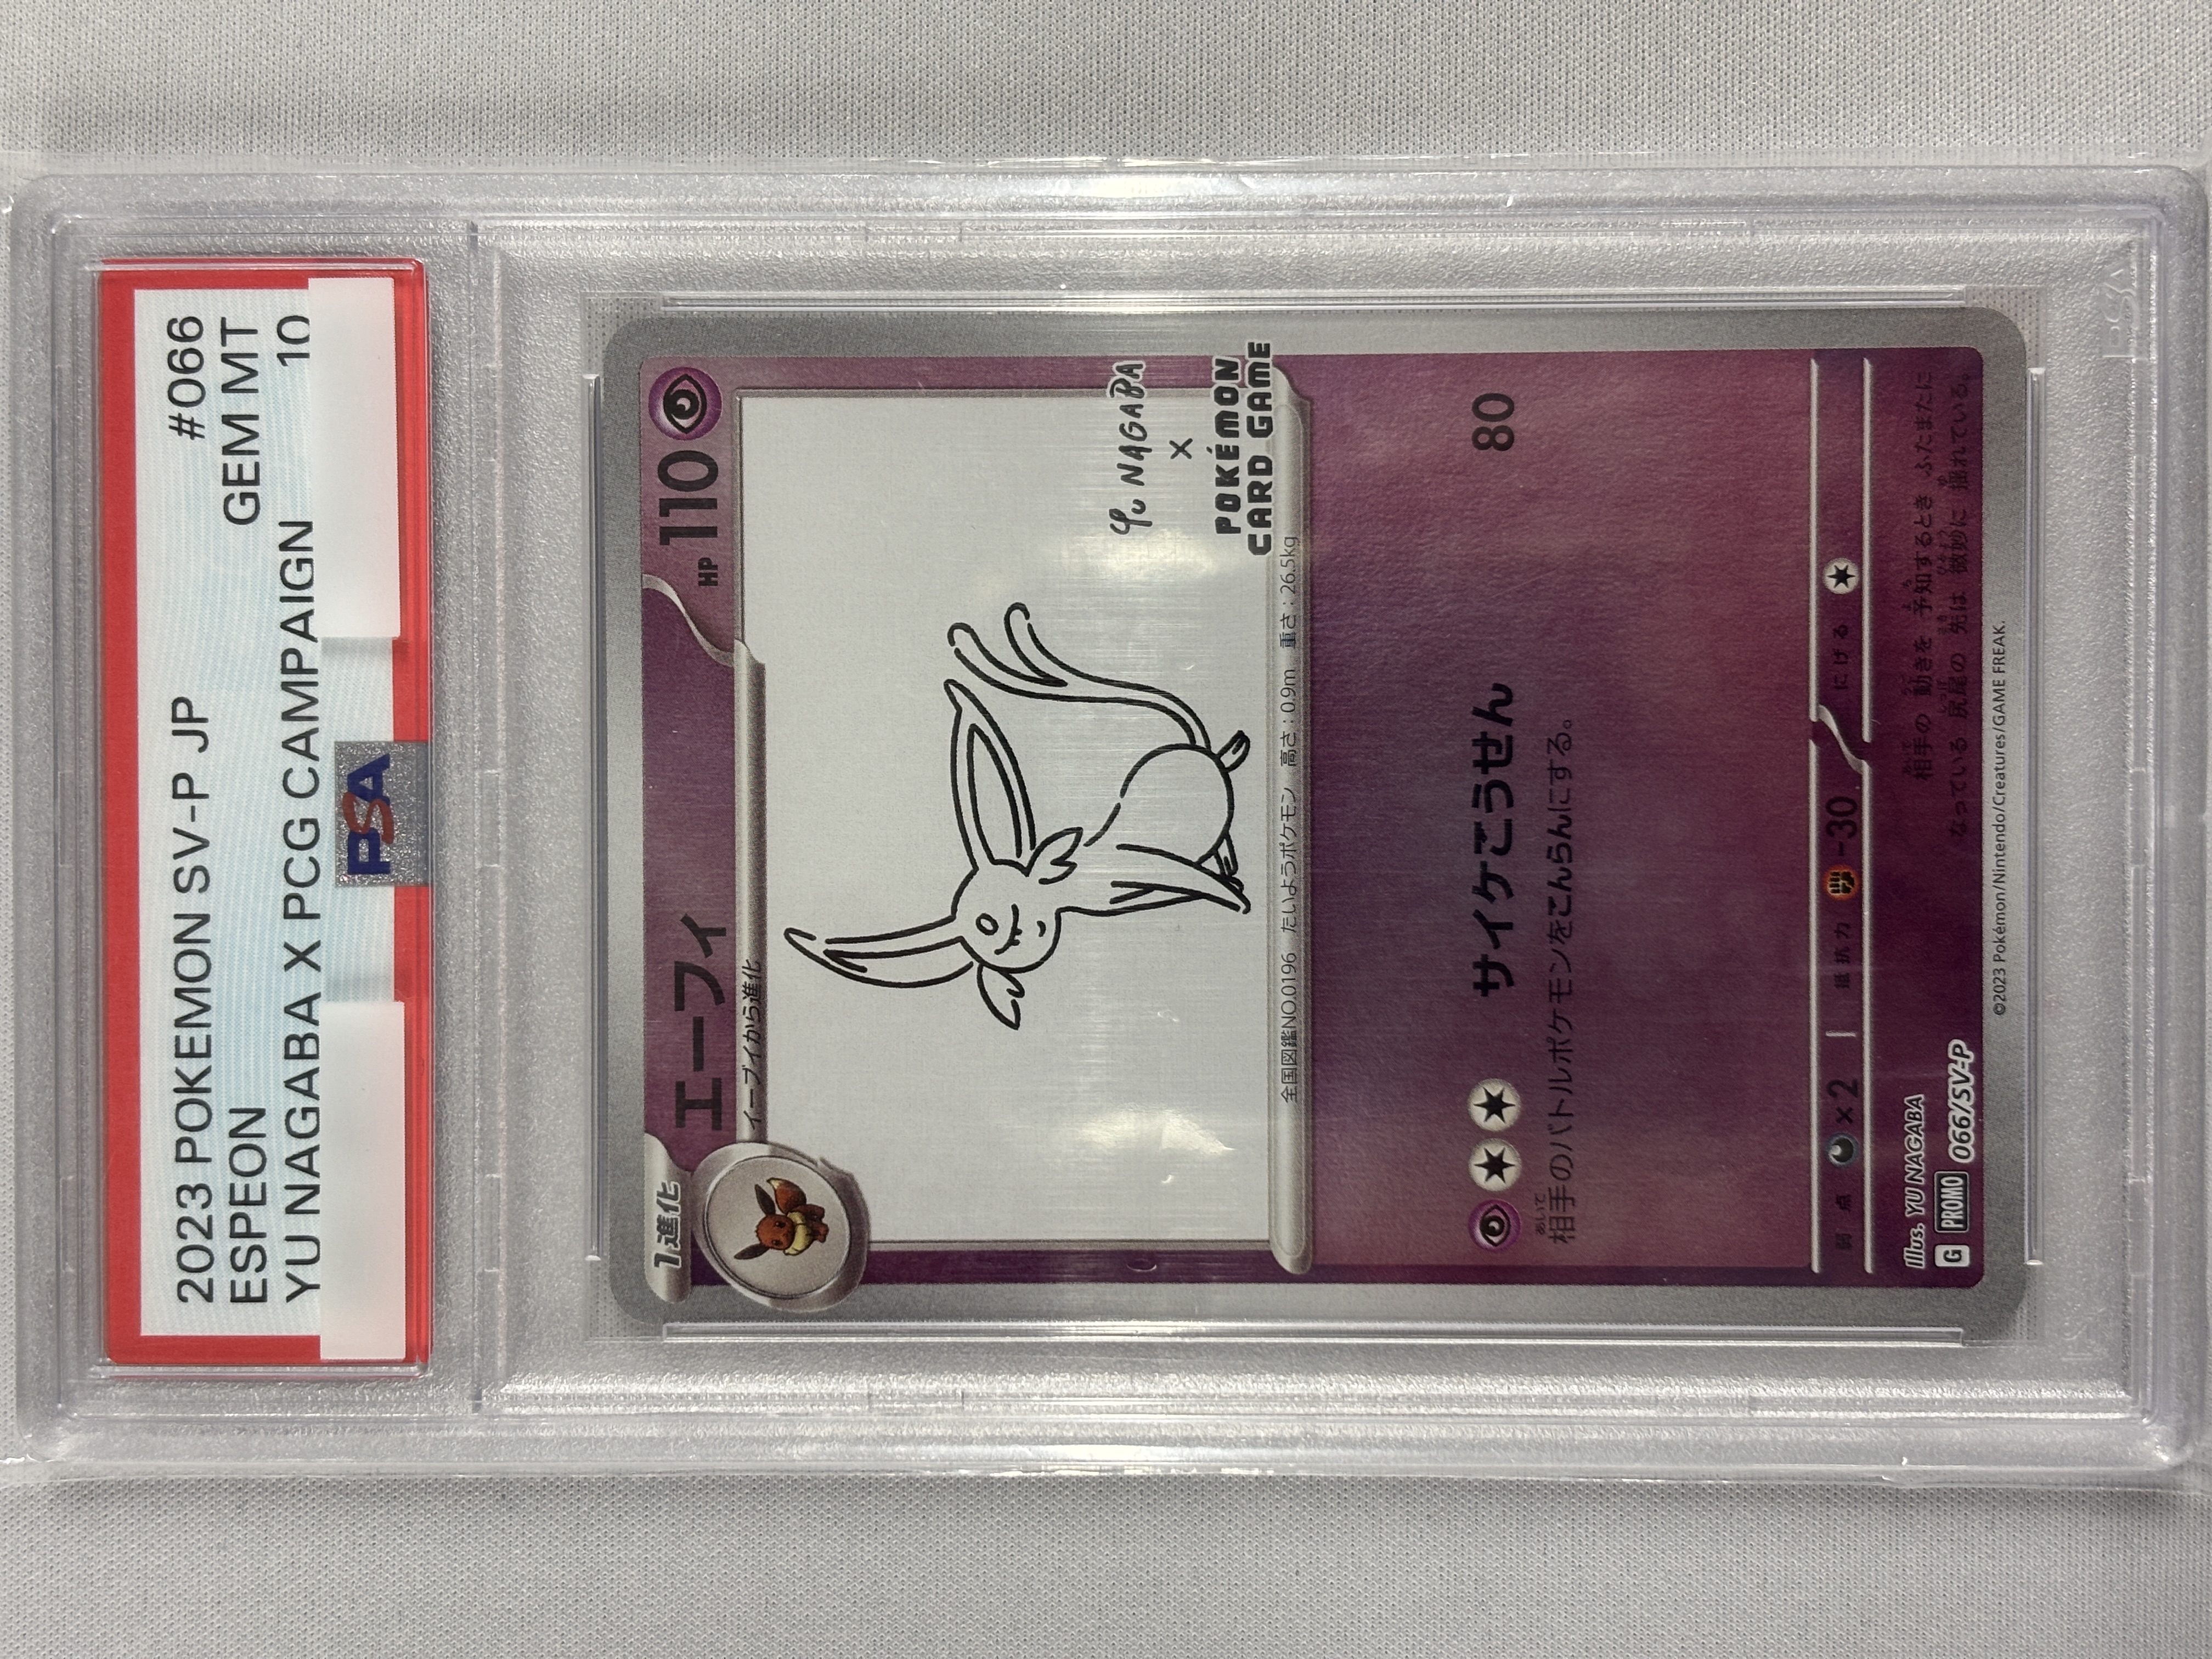 2023 POKEMON SV-P JP #066
ESPEON GEM MT
YU NAGABA X PCG CAMPAIGN 10
PSA
1進化
エーフィ HP 110
イーブイから進化
Yu NAGABA
×
POKÉMON
CARD GAME
全国図鑑NO.0196 たいようポケモン 高さ:0.9m 重さ:26.5kg
サイケこうせん 80
相手のバトルポケモンをこんらんにする。
弱点 ×2 抵抗力 -30 にげる
相手の 動きを 予知するとき ふたまたに
なっている 尻尾の 先は 微妙に 揺れている。
Illus. YU NAGABA
G PROMO 066/SV-P
©2023 Pokémon/Nintendo/Creatures/GAME FREAK.